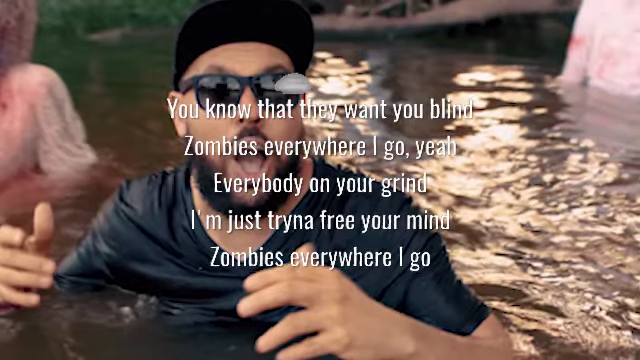 You know that they want you blind
Zombies everywhere I go, yeah
Everybody on your grind
I'm just tryna free your mind
Zombies everywhere I go